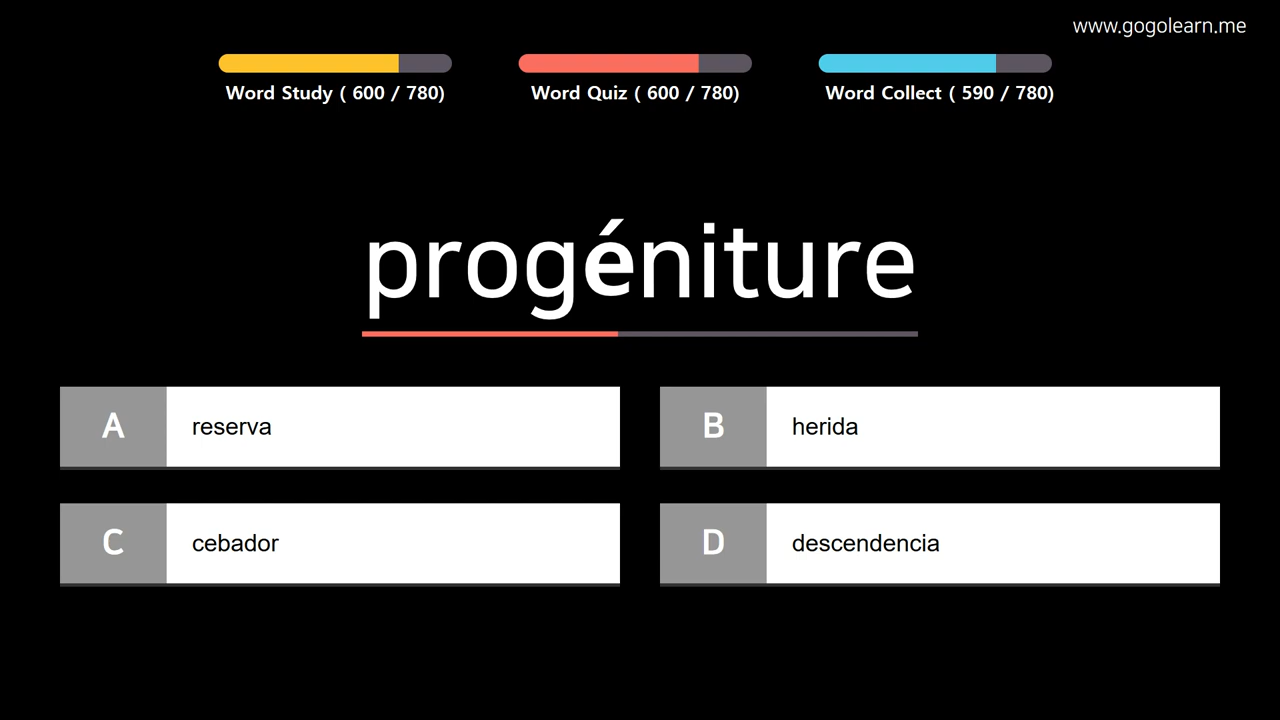 www.gogolearn.me
Word Study ( 600 / 780)
Word Quiz ( 600 / 780)
Word Collect ( 590 / 780)
progéniture
A reserva
B herida
C cebador
D descendencia